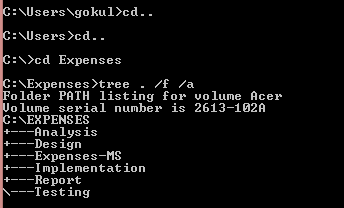 C:\Users\gokul>cd..
C:\Users>cd..
C:\>cd Expenses
C:\Expenses>tree . /f /a
Folder PATH listing for volume Acer
Volume serial number is 2613-102A
C:\EXPENSES
+---Analysis
+---Design
+---Expenses-MS
+---Implementation
+---Report
\---Testing